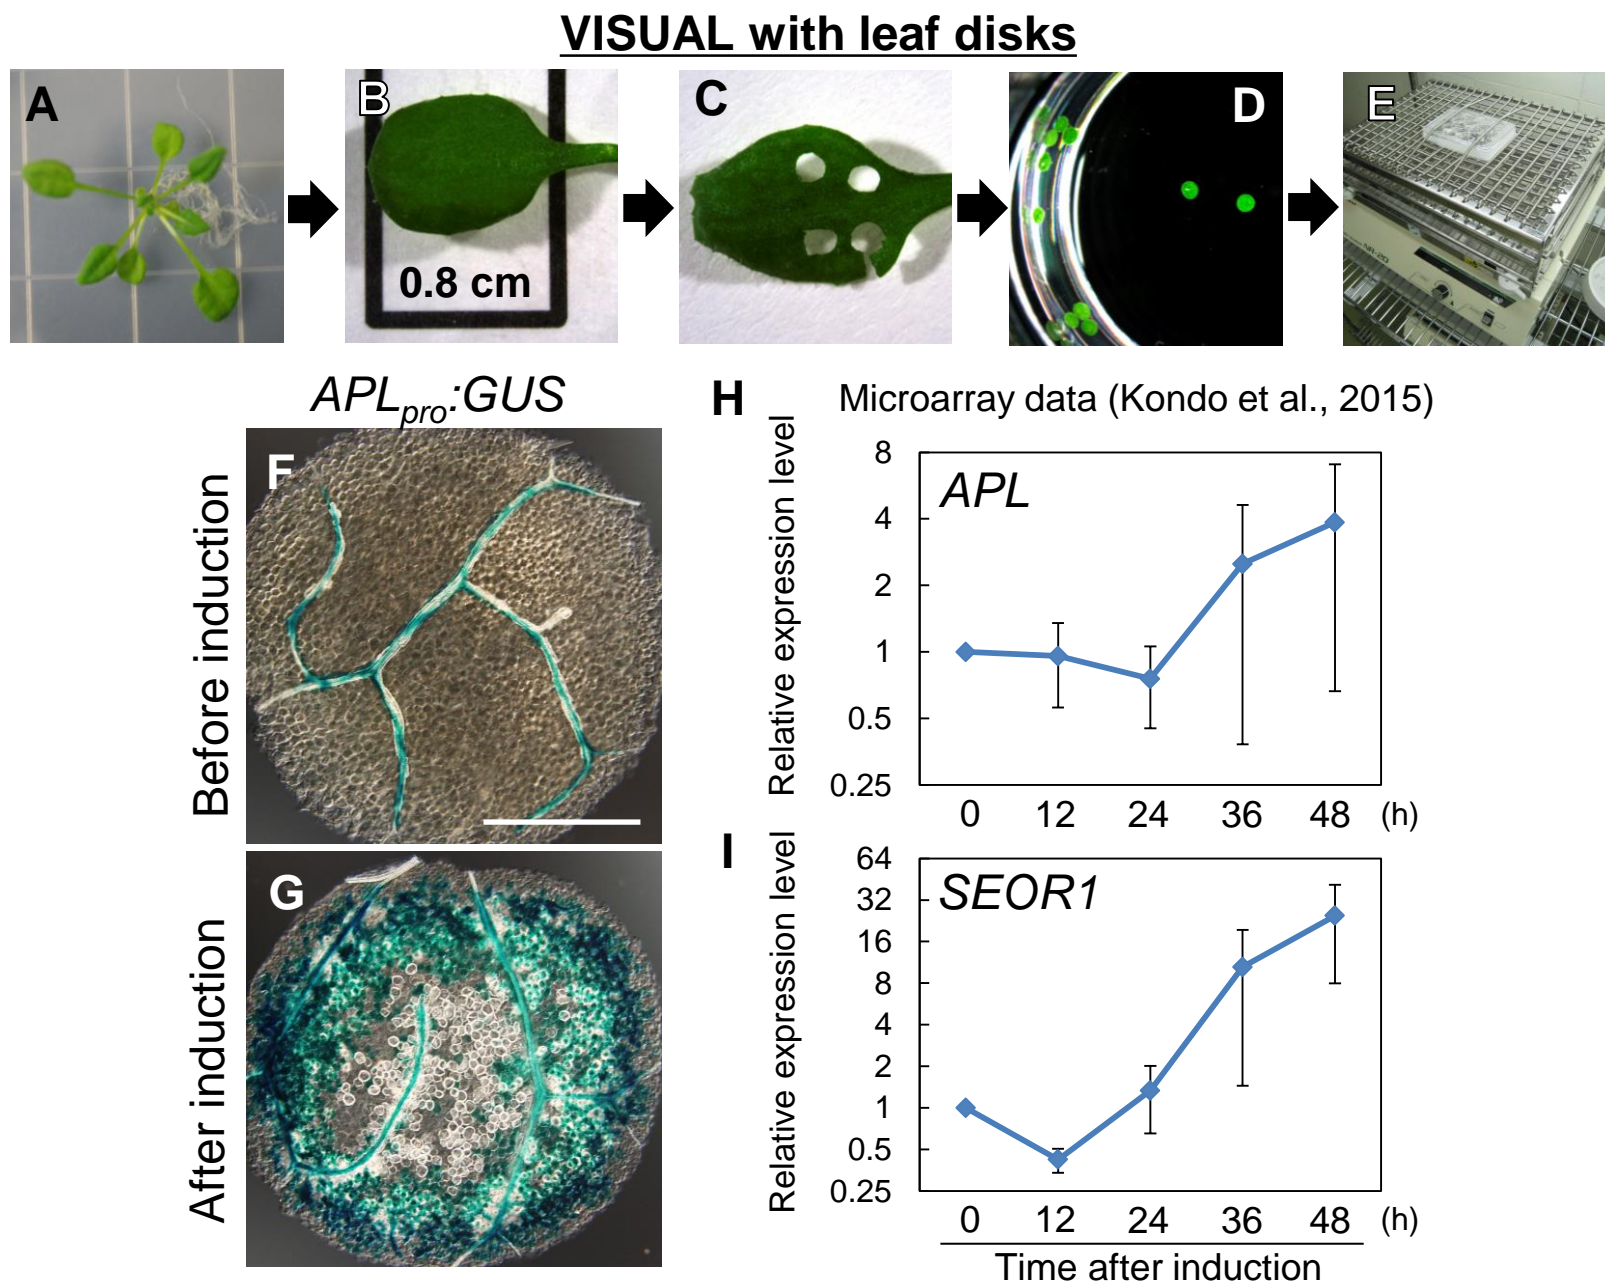 VISUAL with leaf disks
A
B
C
D
E
0.8 cm
APLpro:GUS
H
Microarray data (Kondo et al., 2015)
Before induction
F
Relative expression level
APL
8
4
2
1
0.5
0.25
0 12 24 36 48 (h)
After induction
G
I
Relative expression level
SEOR1
64
32
16
8
4
2
1
0.5
0.25
0 12 24 36 48 (h)
Time after induction